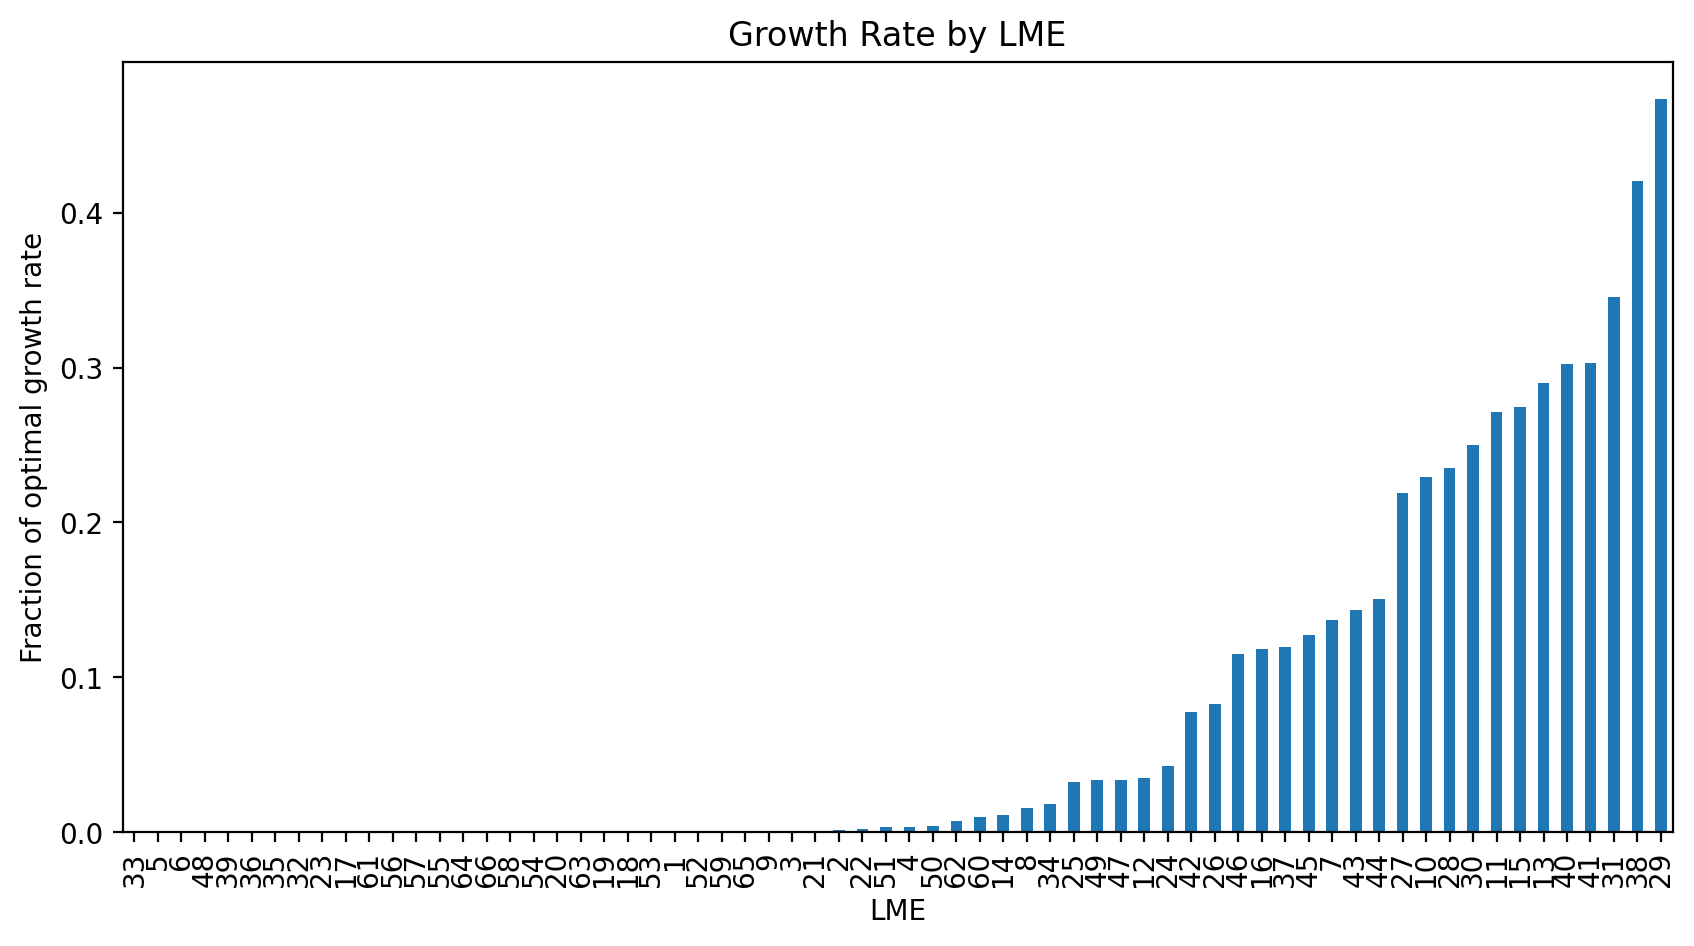 Growth Rate by LME
Fraction of optimal growth rate
0.4
0.3
0.2
0.1
0.0
33 5 6 48 39 36 35 32 23 17 61 56 57 55 64 66 58 54 20 63 19 18 53 1 52 59 65 9 3 21 2 22 51 4 50 62 60 14 8 34 25 49 47 12 24 42 26 46 16 37 45 7 43 44 27 10 28 30 11 15 13 40 41 31 38 29
LME